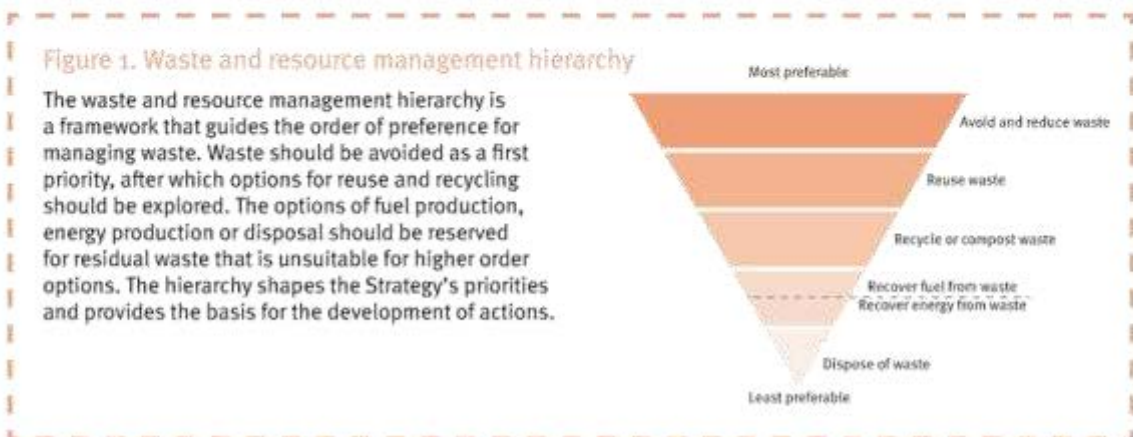 Figure 1. Waste and resource management hierarchy
The waste and resource management hierarchy is
a framework that guides the order of preference for
managing waste. Waste should be avoided as a first
priority, after which options for reuse and recycling
should be explored. The options of fuel production,
energy production or disposal should be reserved
for residual waste that is unsuitable for higher order
options. The hierarchy shapes the Strategy's priorities
and provides the basis for the development of actions.
Most preferable
Avoid and reduce waste
Reuse waste
Recycle or compost waste
Recover fuel from waste
Recover energy from waste
Dispose of waste
Least preferable